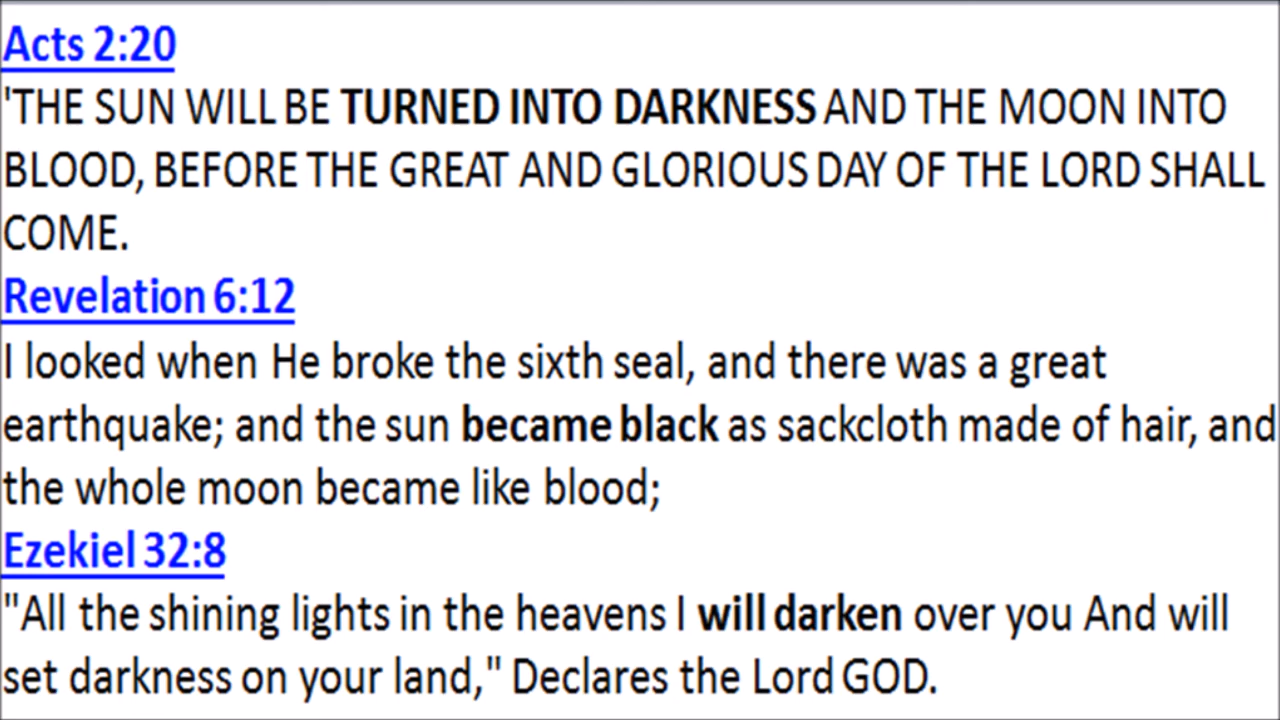 Acts 2:20
'THE SUN WILL BE TURNED INTO DARKNESS AND THE MOON INTO
BLOOD, BEFORE THE GREAT AND GLORIOUS DAY OF THE LORD SHALL
COME.
Revelation 6:12
I looked when He broke the sixth seal, and there was a great
earthquake; and the sun became black as sackcloth made of hair, and
the whole moon became like blood;
Ezekiel 32:8
"All the shining lights in the heavens I will darken over you And will
set darkness on your land," Declares the Lord GOD.